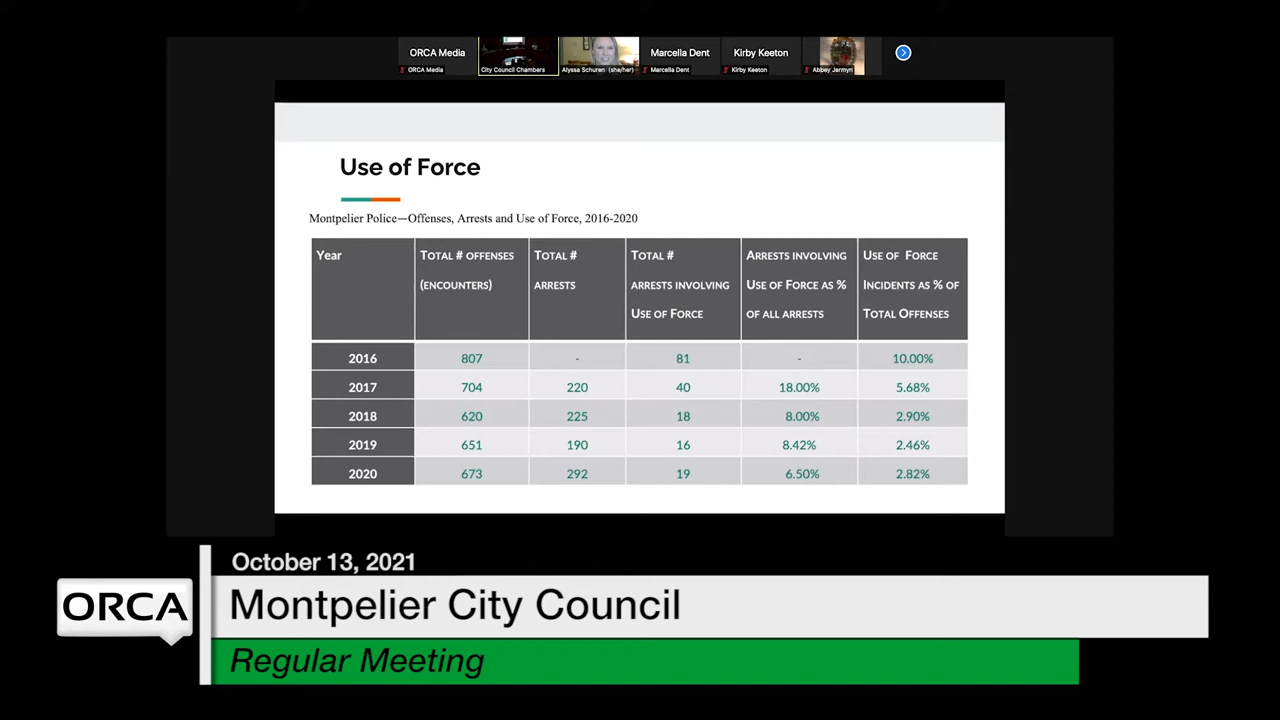 ORCA Media
Marcella Dent
Kirby Keeton
ORCA Media
City Council Chambers
Alyssa Schuren (she/her)
Marcella Dent
Kirby Keeton
Abbey Jermyn
Use of Force
Montpelier Police—Offenses, Arrests and Use of Force, 2016-2020
Year
TOTAL # OFFENSES
(ENCOUNTERS)
TOTAL #
ARRESTS
TOTAL #
ARRESTS INVOLVING
USE OF FORCE
ARRESTS INVOLVING
USE OF FORCE AS %
OF ALL ARRESTS
USE OF FORCE
INCIDENTS AS % OF
TOTAL OFFENSES
2016 807 - 81 - 10.00%
2017 704 220 40 18.00% 5.68%
2018 620 225 18 8.00% 2.90%
2019 651 190 16 8.42% 2.46%
2020 673 292 19 6.50% 2.82%
October 13, 2021
ORCA
Montpelier City Council
Regular Meeting